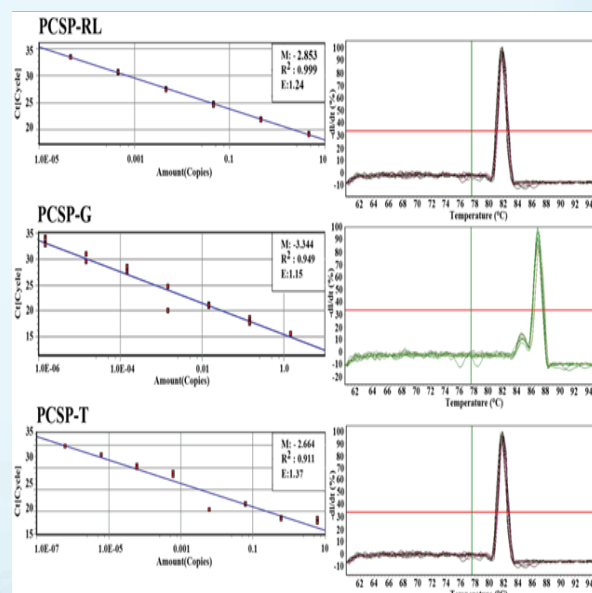 PCSP-RL
Ct[Cycle]
35
30
25
20
M: -2.853
R2 : 0.999
E:1.24
1.0E-05
0.001
0.1
10
Amount(Copies)
-dI/dt (%)
100
90
80
70
60
50
40
30
20
10
0
-10
62 64 66 68 70 72 74 76 78 80 82 84 86 88 90 92 94
Temperature (°C)
PCSP-G
Ct[Cycle]
35
30
25
20
15
M: -3.344
R2 : 0.949
E:1.15
1.0E-06
1.0E-04
0.01
1.0
Amount(Copies)
-dI/dt (%)
100
90
80
70
60
50
40
30
20
10
0
-10
-20
62 64 66 68 70 72 74 76 78 80 82 84 86 88 90 92 94
Temperature (°C)
PCSP-T
Ct[Cycle]
35
30
25
20
15
M: - 2.664
R2 : 0.911
E:1.37
1.0E-07
1.0E-05
0.001
0.1
10
Amount(Copies)
-dI/dt (%)
100
90
80
70
60
50
40
30
20
10
0
-10
-20
62 64 66 68 70 72 74 76 78 80 82 84 86 88 90 92 94